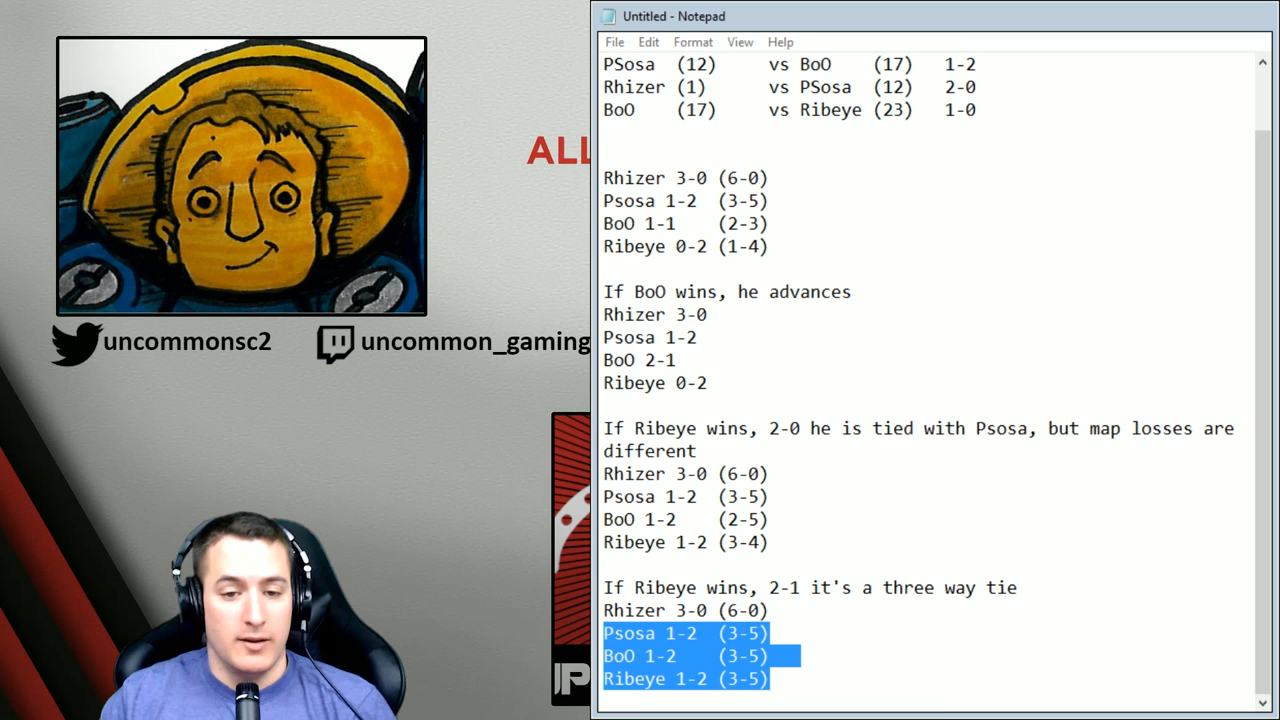 Untitled - Notepad
File Edit Format View Help
PSosa (12) vs BoO (17) 1-2
Rhizer (1) vs PSosa (12) 2-0
BoO (17) vs Ribeye (23) 1-0
Rhizer 3-0 (6-0)
Psosa 1-2 (3-5)
BoO 1-1 (2-3)
Ribeye 0-2 (1-4)
If BoO wins, he advances
Rhizer 3-0
Psosa 1-2
BoO 2-1
Ribeye 0-2
If Ribeye wins, 2-0 he is tied with Psosa, but map losses are
different
Rhizer 3-0 (6-0)
Psosa 1-2 (3-5)
BoO 1-2 (2-5)
Ribeye 1-2 (3-4)
If Ribeye wins, 2-1 it's a three way tie
Rhizer 3-0 (6-0)
Psosa 1-2 (3-5)
BoO 1-2 (3-5)
Ribeye 1-2 (3-5)
ALL
uncommonsc2 uncommon_gaming